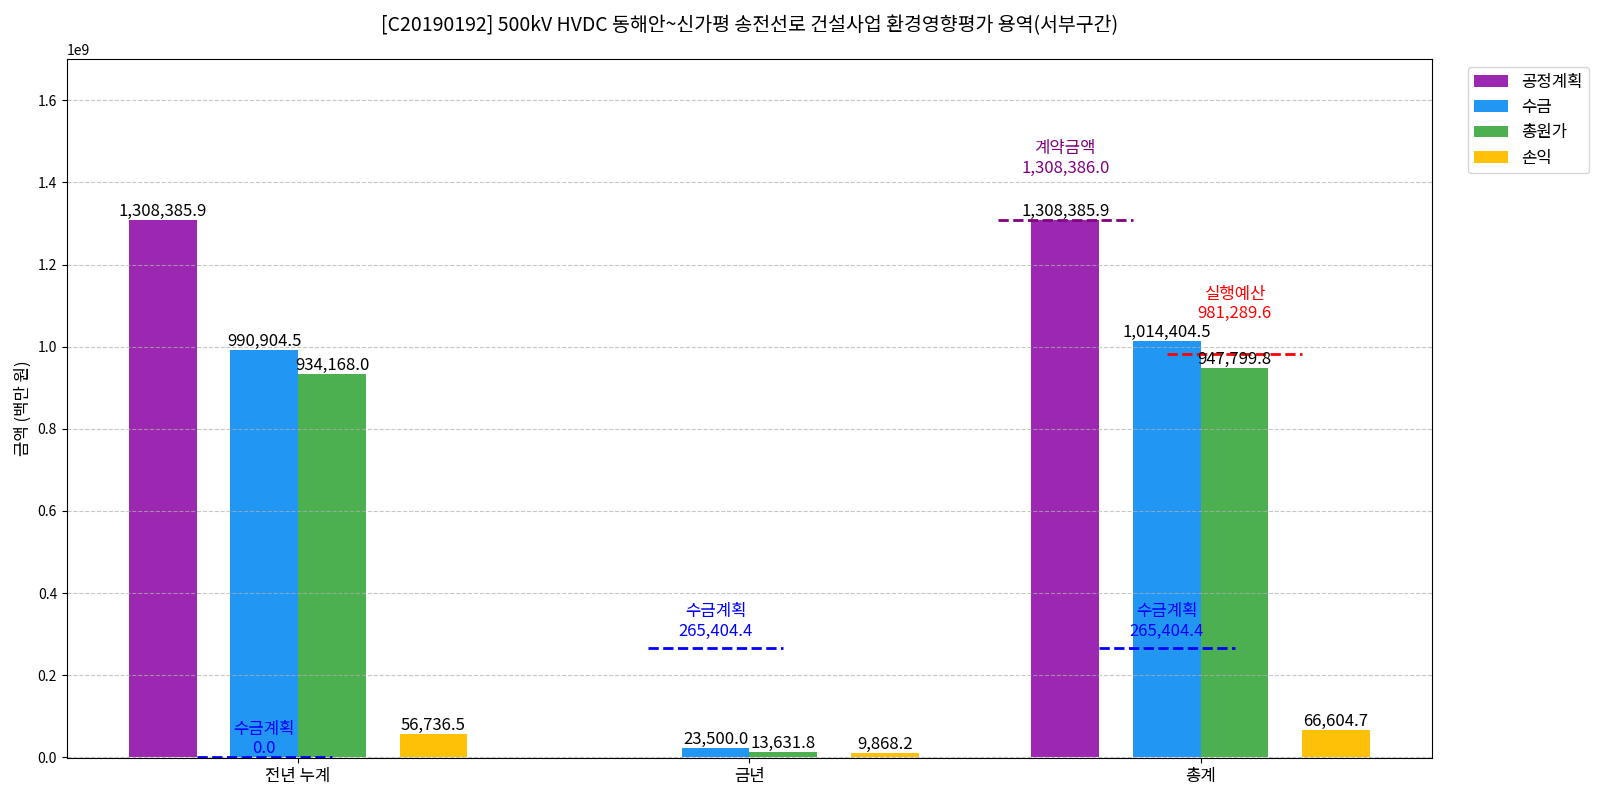 [C20190192] 500kV HVDC 동해안~신가평 송전선로 건설사업 환경영향평가 용역(서부구간)
1e9
금액 (백만 원)
1.6
1.4
1.2
1.0
0.8
0.6
0.4
0.2
0.0
공정계획
수금
총원가
손익
1,308,385.9
990,904.5
934,168.0
56,736.5
수금계획
0.0
수금계획
265,404.4
23,500.0
13,631.8
9,868.2
계약금액
1,308,386.0
1,308,385.9
실행예산
981,289.6
1,014,404.5
947,799.8
수금계획
265,404.4
66,604.7
전년 누계
금년
총계